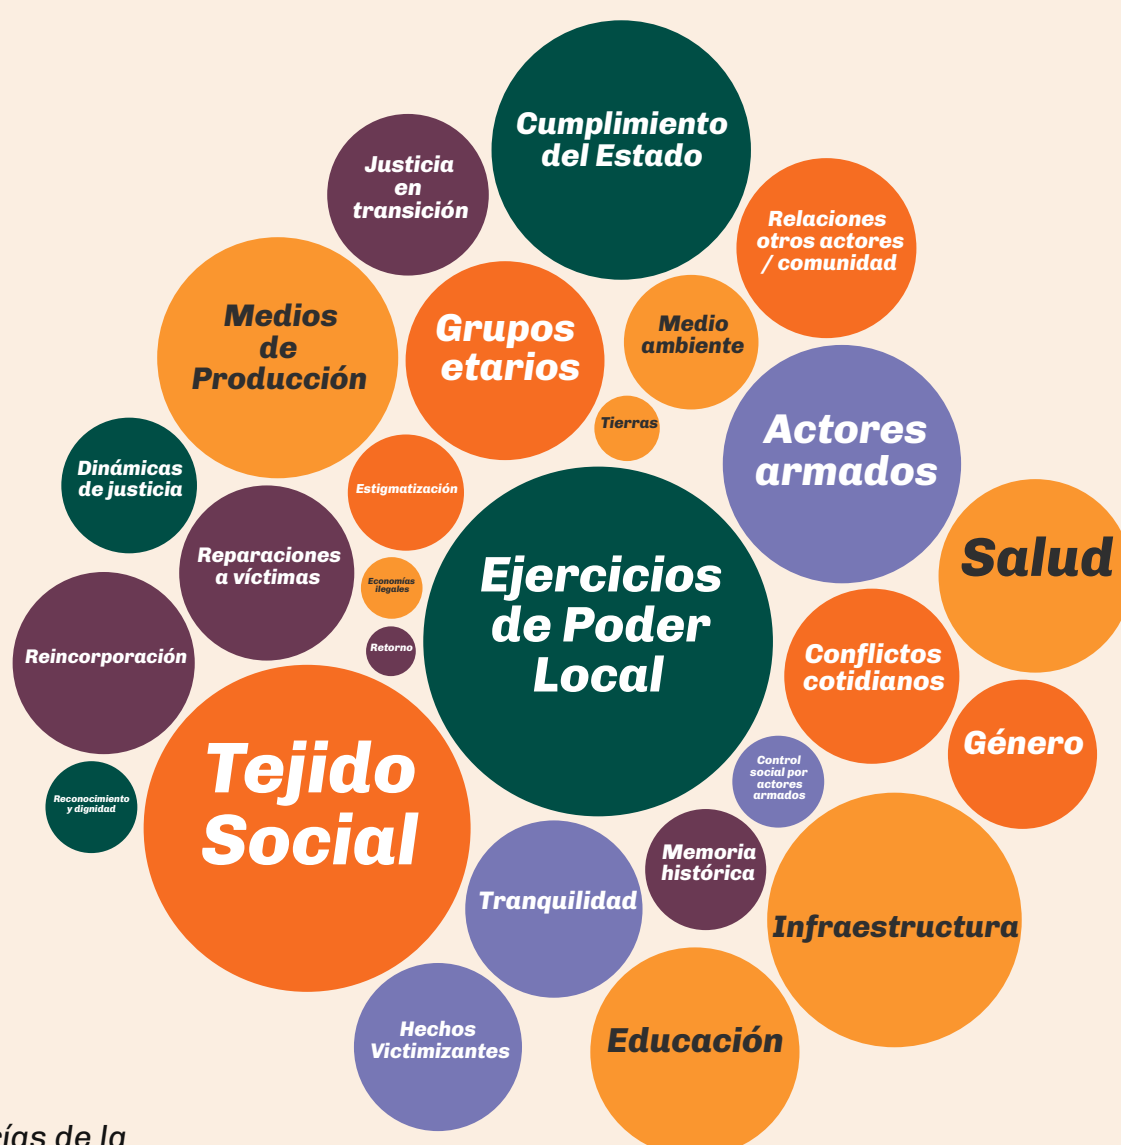 Cumplimiento
del Estado
Justicia
en
transición
Relaciones
otros actores
/ comunidad
Medios
de
Producción
Grupos
etarios
Medio
ambiente
Tierras
Actores
armados
Dinámicas
de justicia
Estigmatización
Reparaciones
a víctimas
Economías
ilegales
Ejercicios
de Poder
Local
Salud
Retorno
Reincorporación
Conflictos
cotidianos
Género
Tejido
Social
Control
social por
actores
armados
Reconocimiento
y dignidad
Memoria
histórica
Tranquilidad
Infraestructura
Hechos
Victimizantes
Educación
de la